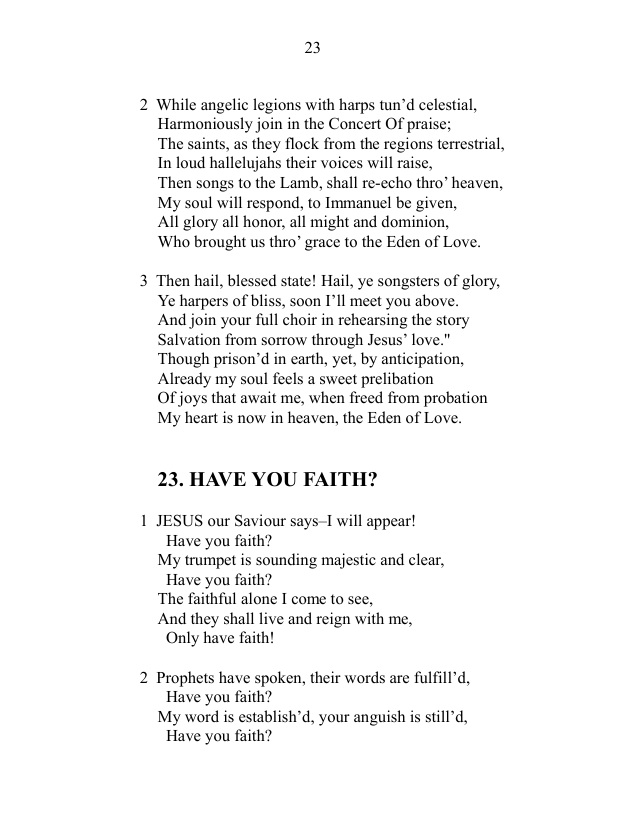 23
2 While angelic legions with harps tun’d celestial,
Harmoniously join in the Concert Of praise;
The saints, as they flock from the regions terrestrial,
In loud hallelujahs their voices will raise,
Then songs to the Lamb, shall re-echo thro’ heaven,
My soul will respond, to Immanuel be given,
All glory all honor, all might and dominion,
Who brought us thro’ grace to the Eden of Love.
3 Then hail, blessed state! Hail, ye songsters of glory,
Ye harpers of bliss, soon I’ll meet you above.
And join your full choir in rehearsing the story
Salvation from sorrow through Jesus’ love."
Though prison’d in earth, yet, by anticipation,
Already my soul feels a sweet prelibation
Of joys that await me, when freed from probation
My heart is now in heaven, the Eden of Love.
23. HAVE YOU FAITH?
1 JESUS our Saviour says–I will appear!
Have you faith?
My trumpet is sounding majestic and clear,
Have you faith?
The faithful alone I come to see,
And they shall live and reign with me,
Only have faith!
2 Prophets have spoken, their words are fulfill’d,
Have you faith?
My word is establish’d, your anguish is still’d,
Have you faith?